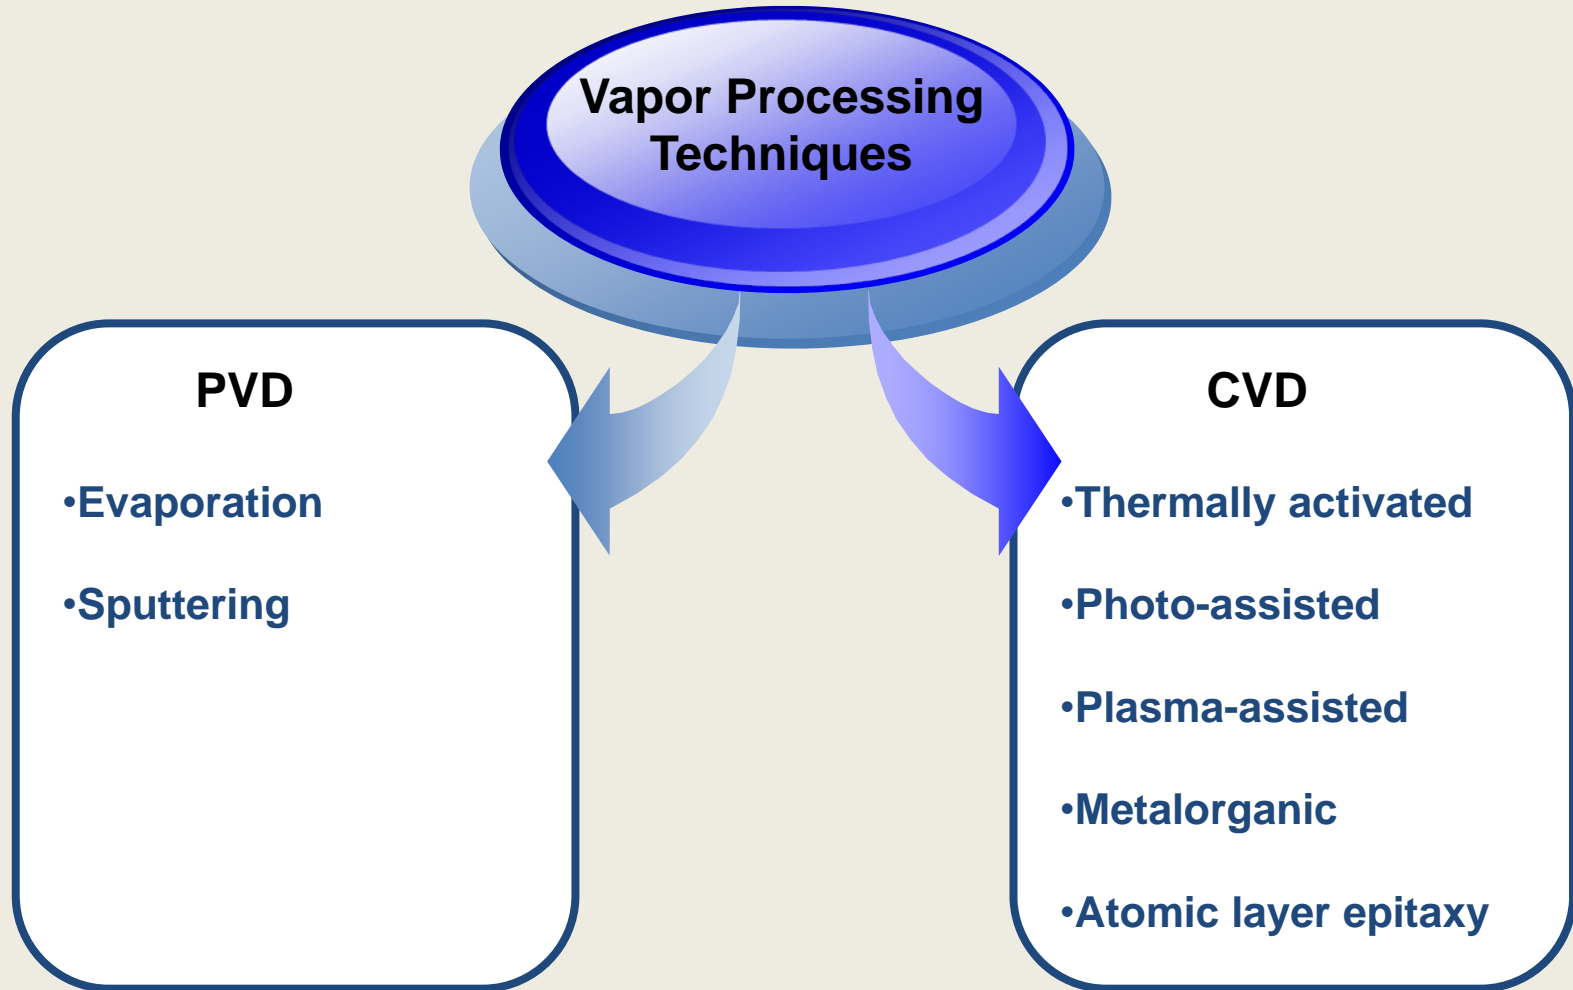 Vapor Processing
Techniques
PVD
•Evaporation
•Sputtering
CVD
•Thermally activated
•Photo-assisted
•Plasma-assisted
•Metalorganic
•Atomic layer epitaxy